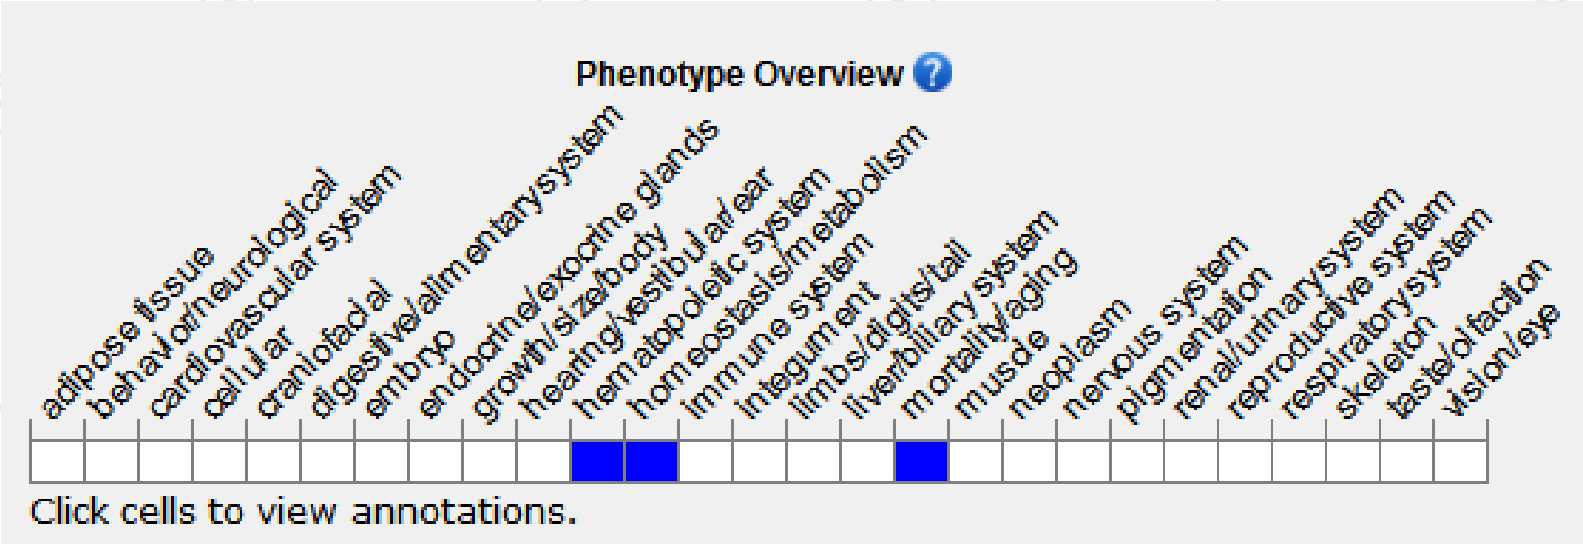 Phenotype Overview ?
adipose tissue
behavior/neurological
cardiovascular system
cellular
craniofacial
digestive/alimentary system
embryo
endocrine/exocrine glands
growth/size/body
hearing/vestibular/ear
hematopoietic system
homeostasis/metabolism
immune system
integument
limbs/digits/tail
liver/biliary system
mortality/aging
muscle
neoplasm
nervous system
pigmentation
renal/urinary system
reproductive system
respiratory system
skeleton
taste/olfaction
vision/eye
Click cells to view annotations.